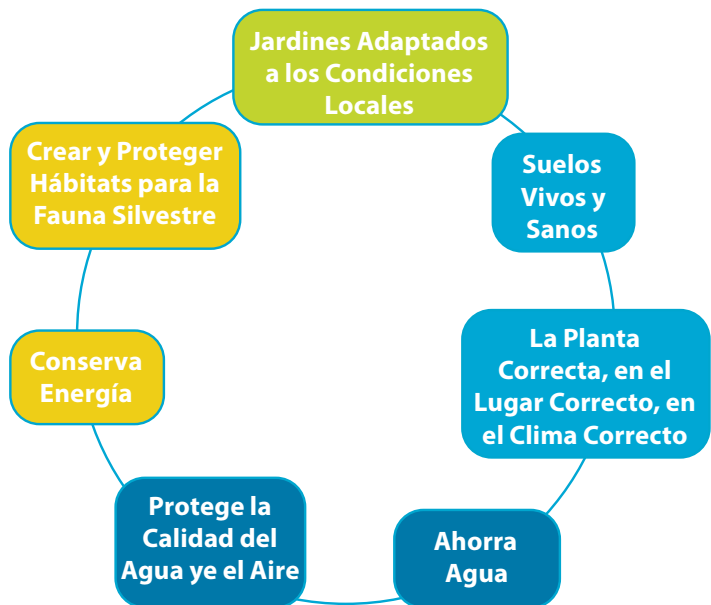 Jardines Adaptados
a los Condiciones
Locales
Suelos
Vivos y
Sanos
La Planta
Correcta, en el
Lugar Correcto, en
el Clima Correcto
Ahorra
Agua
Protege la
Calidad del
Agua ye el Aire
Conserva
Energía
Crear y Proteger
Hábitats para la
Fauna Silvestre